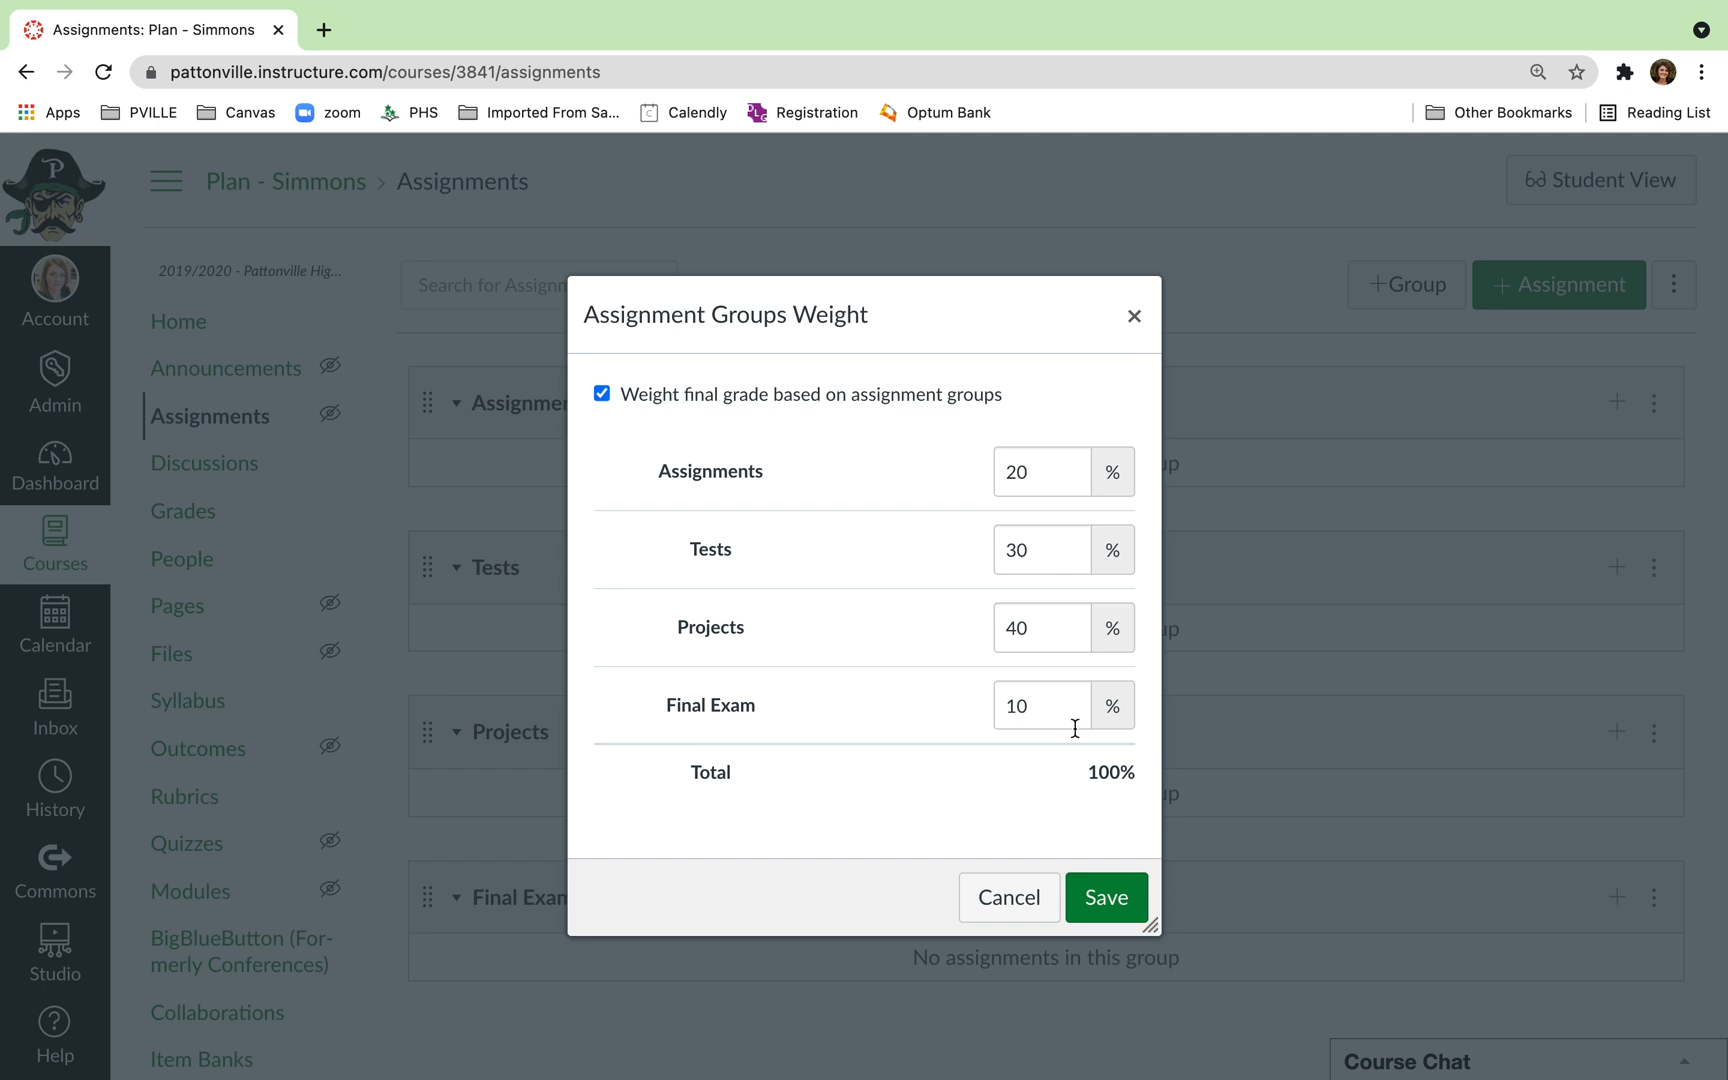 Assignments: Plan - Simmons
pattonville.instructure.com/courses/3841/assignments
Apps PVILLE Canvas zoom PHS Imported From Sa... Calendly Registration Optum Bank Other Bookmarks Reading List
P
Plan - Simmons > Assignments
Student View
Account
Admin
Dashboard
Courses
Calendar
Inbox
History
Commons
Studio
Help
2019/2020 - Pattonville Hig...
Home
Announcements
Assignments
Discussions
Grades
People
Pages
Files
Syllabus
Outcomes
Rubrics
Quizzes
Modules
BigBlueButton (For-
merly Conferences)
Collaborations
Item Banks
Search for Assignm
+Group
+ Assignment
Assignmen
up
Tests
up
Projects
up
Final Exam
No assignments in this group
Assignment Groups Weight
Weight final grade based on assignment groups
Assignments 20 %
Tests 30 %
Projects 40 %
Final Exam 10 %
Total 100%
Cancel Save
Course Chat